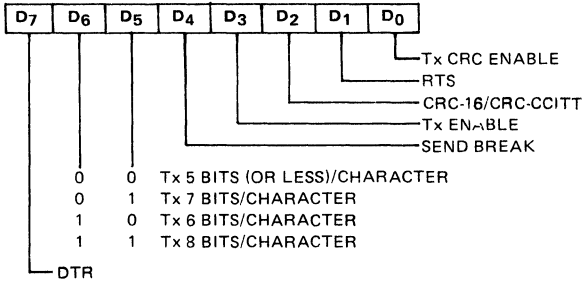 D7 D6 D5 D4 D3 D2 D1 D0
Tx CRC ENABLE
RTS
CRC-16/CRC-CCITT
Tx ENABLE
SEND BREAK
0 0 Tx 5 BITS (OR LESS)/CHARACTER
0 1 Tx 7 BITS/CHARACTER
1 0 Tx 6 BITS/CHARACTER
1 1 Tx 8 BITS/CHARACTER
DTR